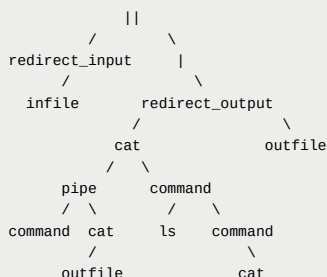 ||
/ \
redirect_input |
/ \
infile redirect_output
/ \
cat outfile
/ \
pipe command
/ \ / \
command cat ls command
/ \
outfile cat